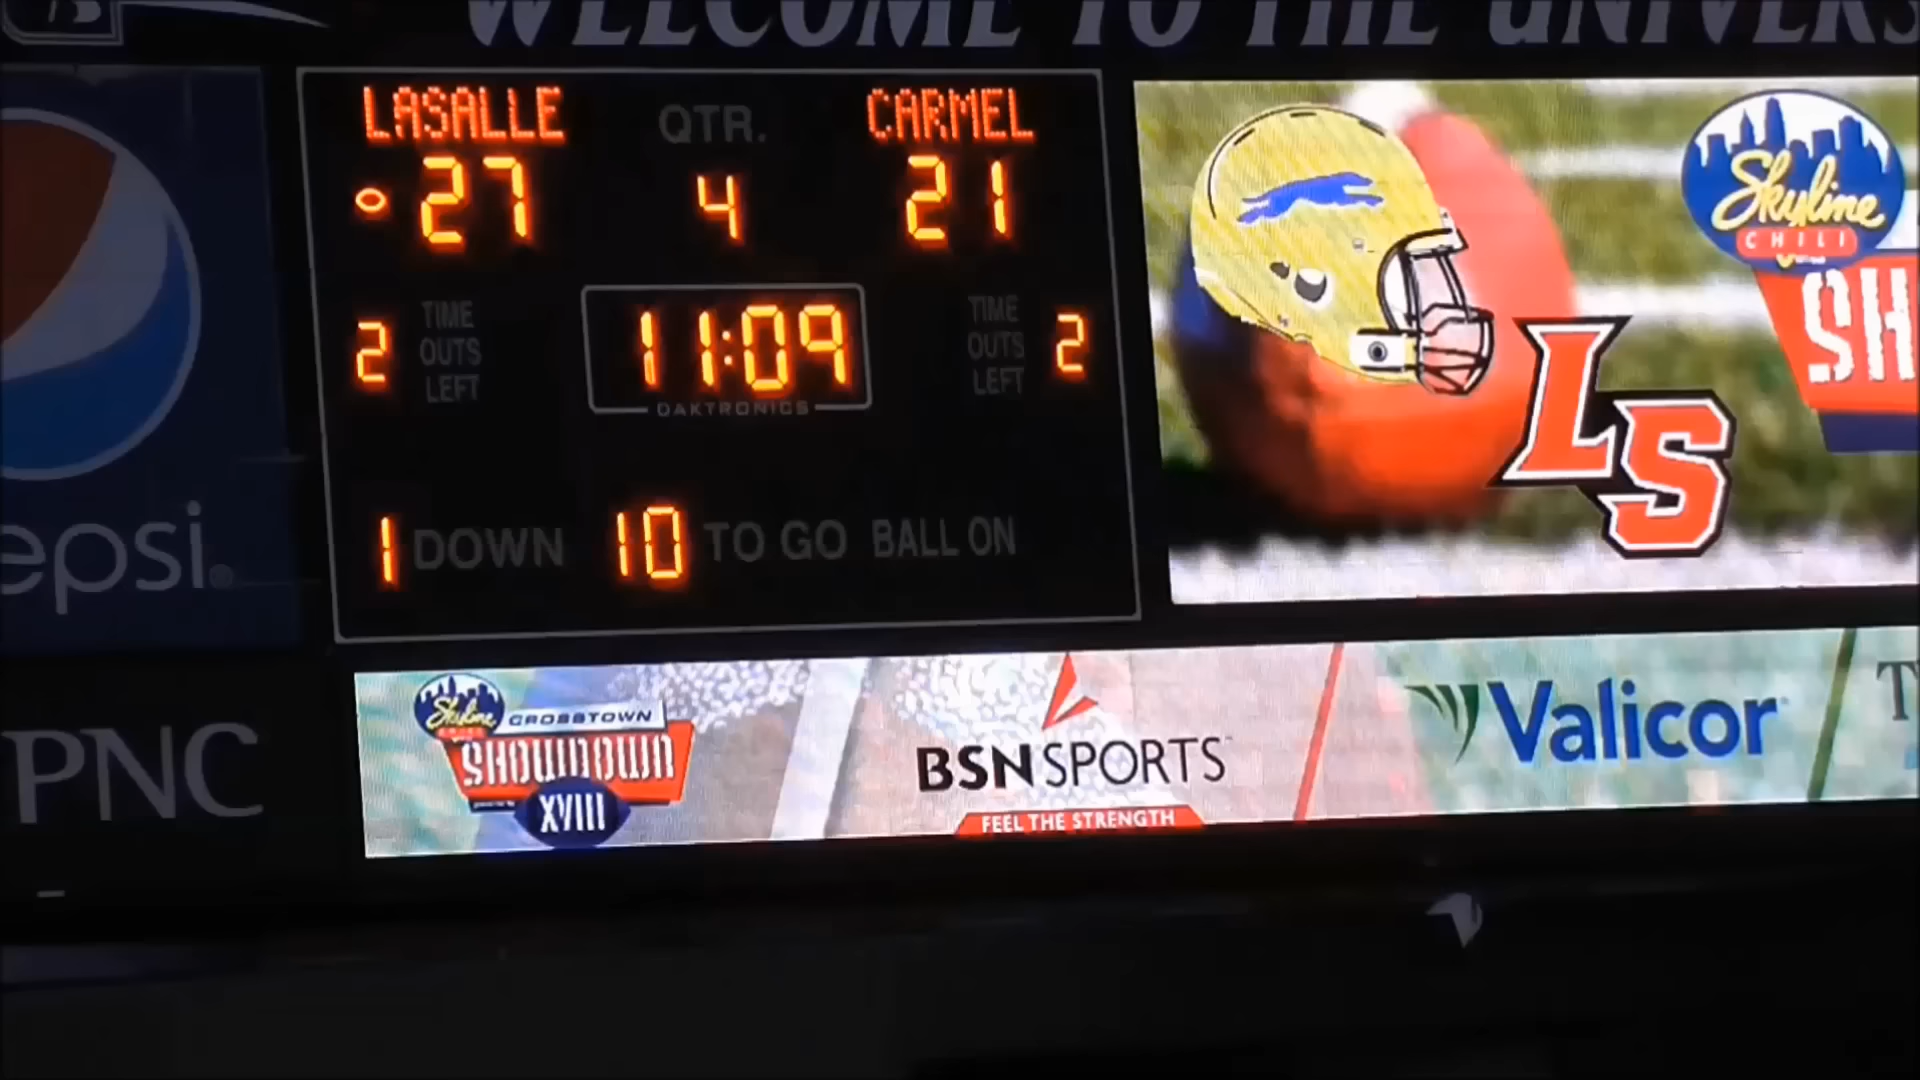 WELCOME TO THE UNIVERS
LASALLE QTR. CARMEL
27 4 21
2 TIME OUTS LEFT 11:09 TIME OUTS LEFT 2
DAKTRONICS
1 DOWN 10 TO GO BALL ON
Skyline
CHILI
SH
LS
epsi
PNC
Skyline
CHILI
CROSSTOWN
SHOWDOWN
XVIII
BSN SPORTS
FEEL THE STRENGTH
Valicor